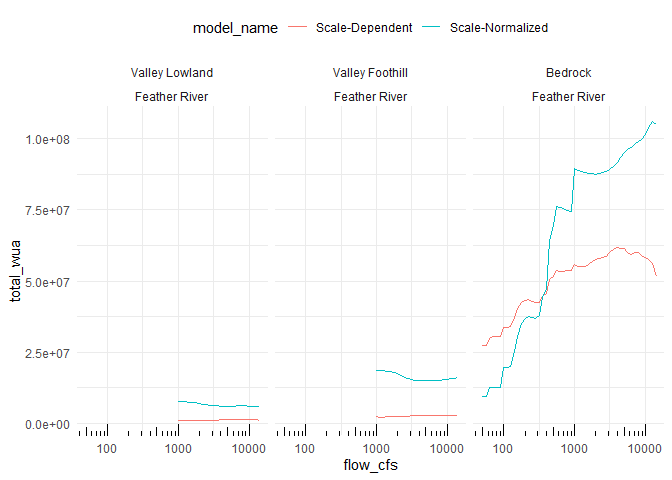 model_name Scale-Dependent Scale-Normalized
Valley Lowland Valley Foothill Bedrock
Feather River Feather River Feather River
1.0e+08
7.5e+07
5.0e+07
2.5e+07
0.0e+00
total_wua
100 1000 10000 100 1000 10000 100 1000 10000
flow_cfs